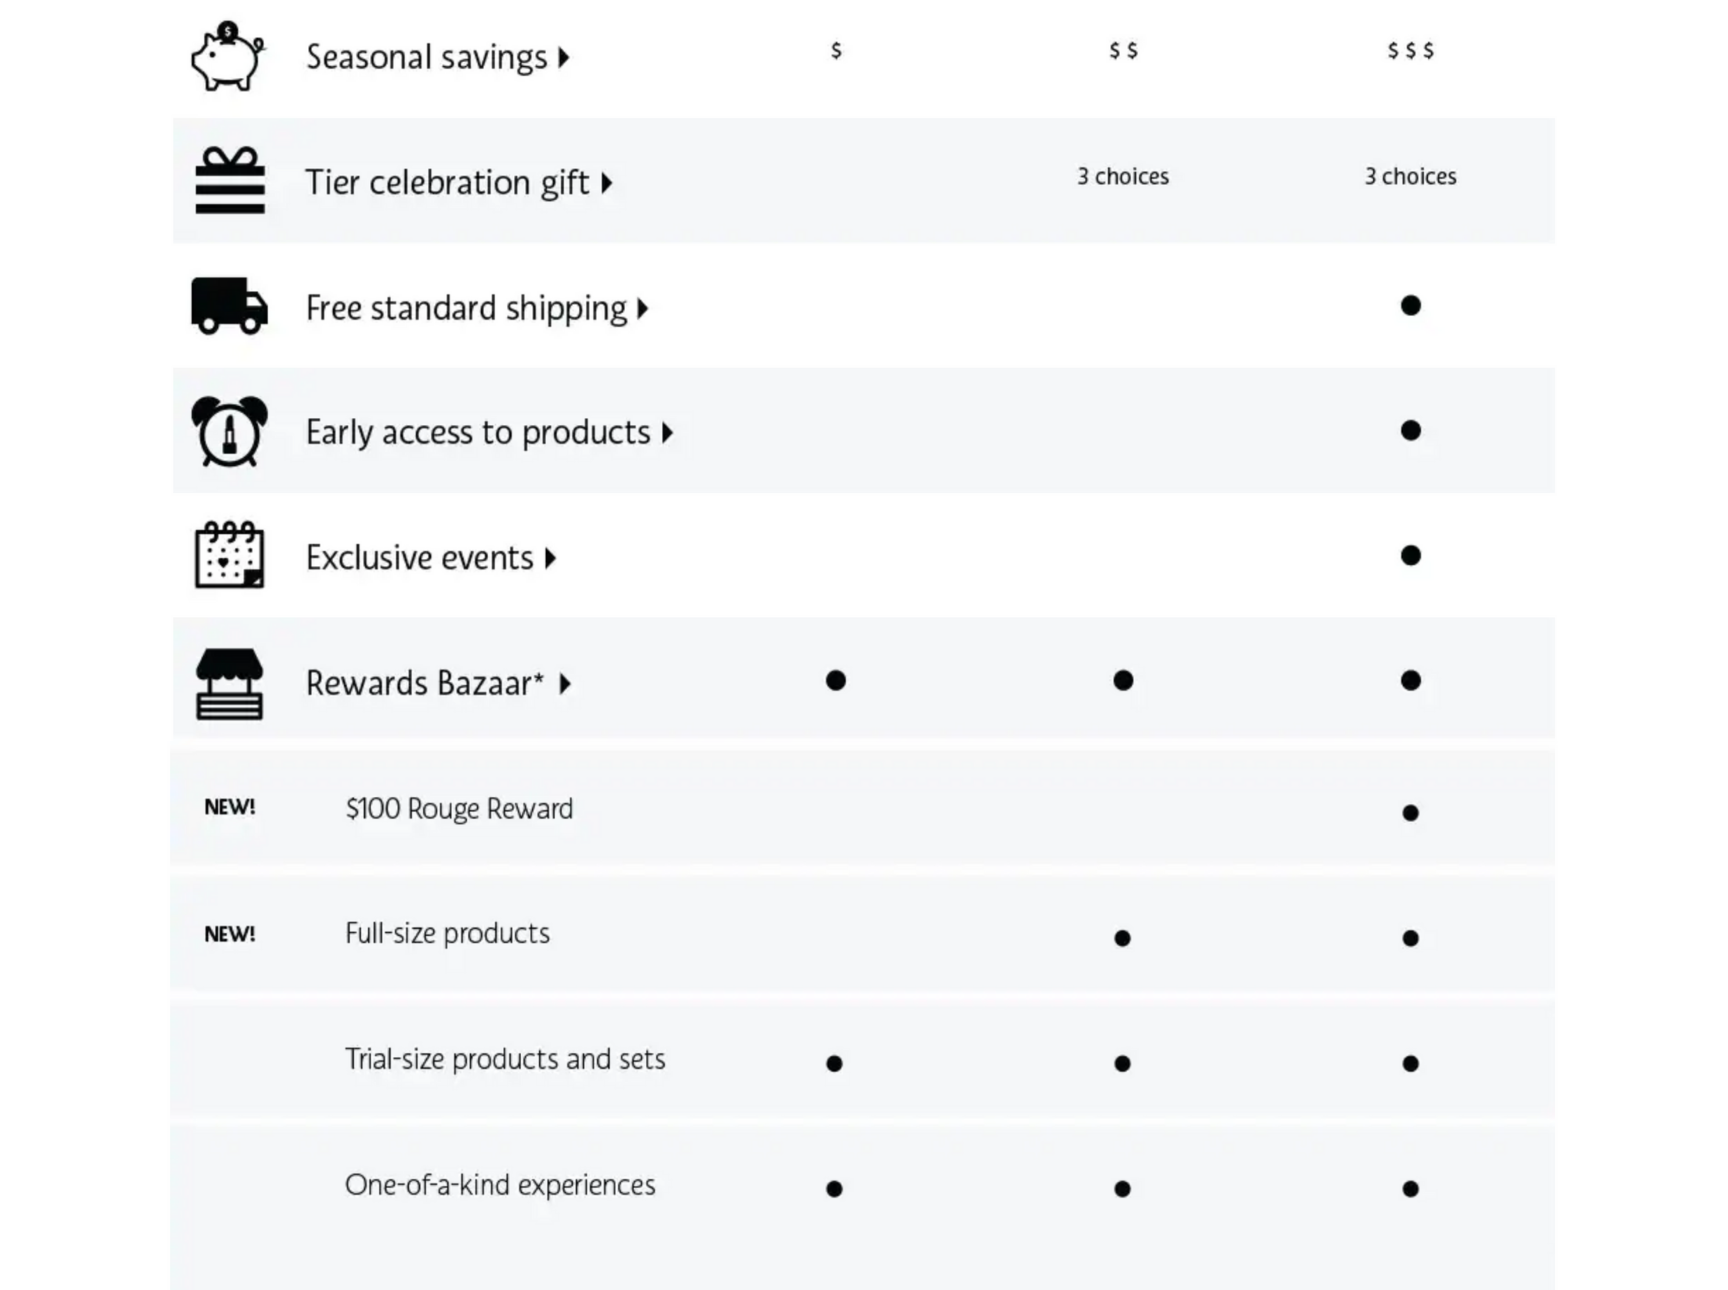 $
Seasonal savings $ $ $ $ $ $
Tier celebration gift 3 choices 3 choices
Free standard shipping
Early access to products
Exclusive events
Rewards Bazaar*
NEW! $100 Rouge Reward
NEW! Full-size products
Trial-size products and sets
One-of-a-kind experiences